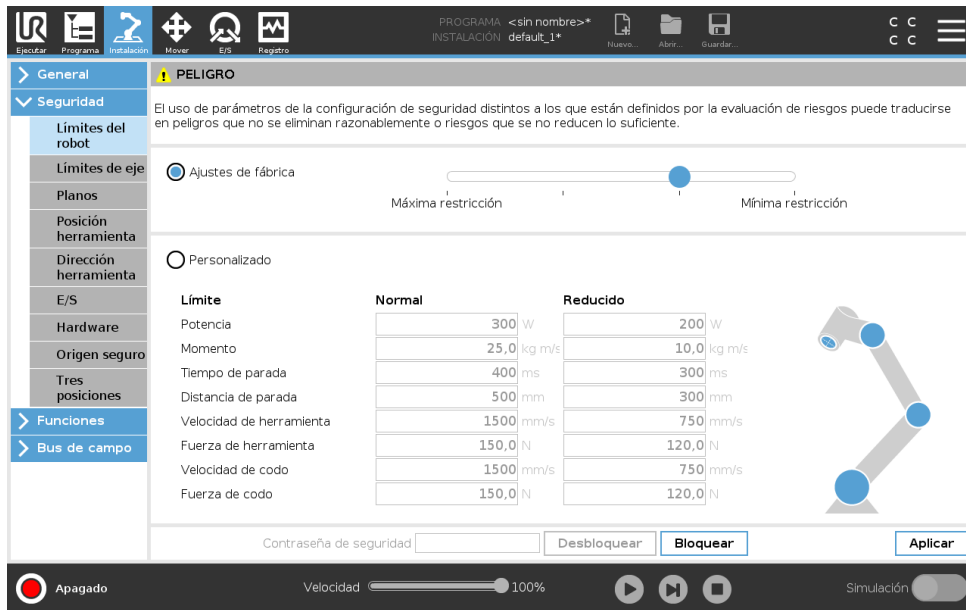 PROGRAMA <sin nombre>*
INSTALACIÓN default_1*
UR
Ejecutar
Programa
Instalación
Mover
E/S
Registro
Nuevo...
Abrir...
Guardar...
C C
C C
General
Seguridad
Límites del
robot
Límites de eje
Planos
Posición
herramienta
Dirección
herramienta
E/S
Hardware
Origen seguro
Tres
posiciones
Funciones
Bus de campo
PELIGRO
El uso de parámetros de la configuración de seguridad distintos a los que están definidos por la evaluación de riesgos puede traducirse
en peligros que no se eliminan razonablemente o riesgos que se no reducen lo suficiente.
Ajustes de fábrica
Máxima restricción
Mínima restricción
Personalizado
Límite Normal Reducido
Potencia 300 W 200 W
Momento 25,0 kg m/s 10,0 kg m/s
Tiempo de parada 400 ms 300 ms
Distancia de parada 500 mm 300 mm
Velocidad de herramienta 1500 mm/s 750 mm/s
Fuerza de herramienta 150,0 N 120,0 N
Velocidad de codo 1500 mm/s 750 mm/s
Fuerza de codo 150,0 N 120,0 N
Contraseña de seguridad Desbloquear Bloquear Aplicar
Apagado Velocidad 100% Simulación